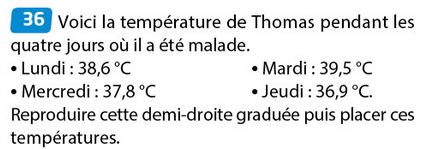 36 Voici la température de Thomas pendant les
quatre jours où il a été malade.
• Lundi : 38,6 °C • Mardi : 39,5 °C
• Mercredi : 37,8 °C • Jeudi : 36,9 °C.
Reproduire cette demi-droite graduée puis placer ces
températures.